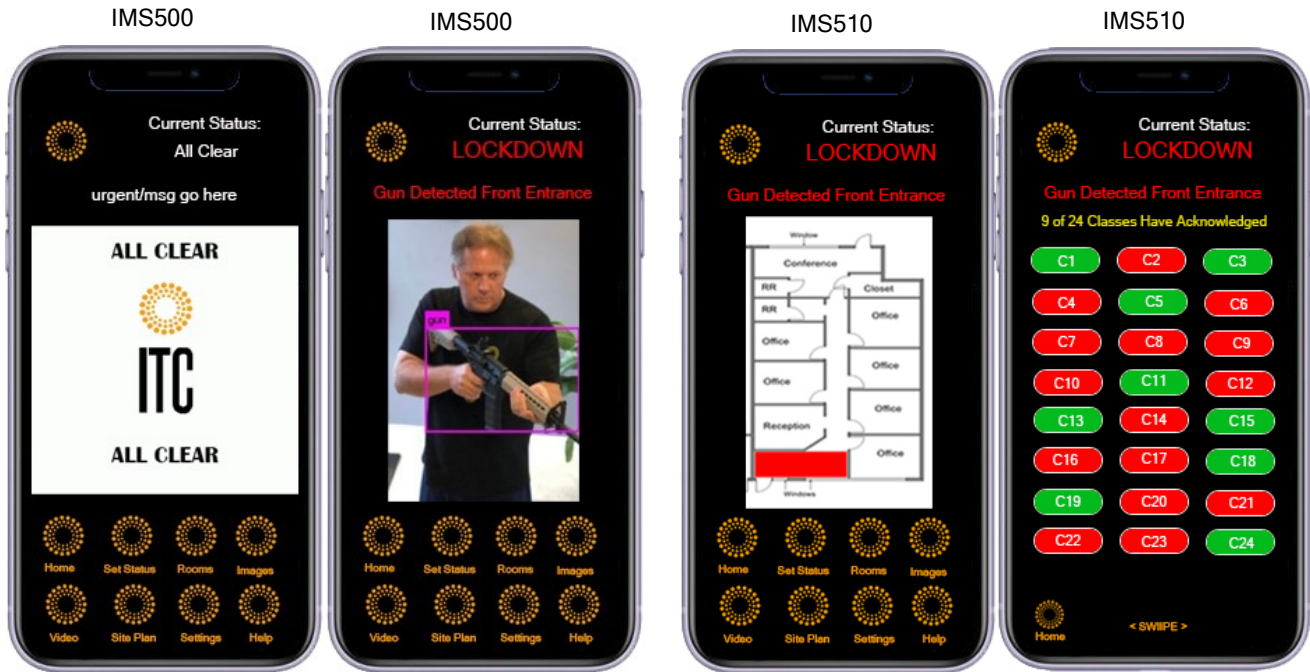 IMS500
Current Status:
All Clear
urgent/msg go here
ALL CLEAR
ITC
ALL CLEAR
Home Set Status Rooms Images
Video Site Plan Settings Help
IMS500
Current Status:
LOCKDOWN
Gun Detected Front Entrance
gun
Home Set Status Rooms Images
Video Site Plan Settings Help
IMS510
Current Status:
LOCKDOWN
Gun Detected Front Entrance
Window
Conference
RR Closet
RR Office
Office
Office
Office
Office
Reception
Office
Windows
Home Set Status Rooms Images
Video Site Plan Settings Help
IMS510
Current Status:
LOCKDOWN
Gun Detected Front Entrance
9 of 24 Classes Have Acknowledged
C1 C2 C3
C4 C5 C6
C7 C8 C9
C10 C11 C12
C13 C14 C15
C16 C17 C18
C19 C20 C21
C22 C23 C24
Home < SWIIPE >